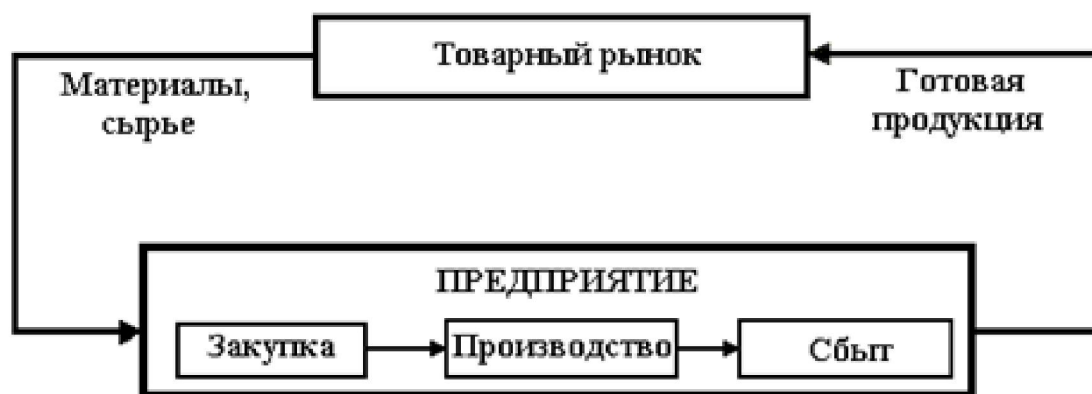 Товарный рынок
Материалы,
сырье
Готовая
продукция
ПРЕДПРИЯТИЕ
Закупка
Производство
Сбыт